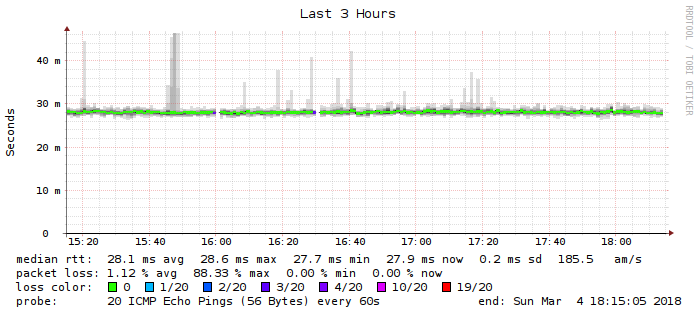 Last 3 Hours
RRDTOOL / TOBI OETIKER
Seconds
40 m
30 m
20 m
10 m
0
15:20 15:40 16:00 16:20 16:40 17:00 17:20 17:40 18:00
median rtt: 28.1 ms avg 28.6 ms max 27.7 ms min 27.9 ms now 0.2 ms sd 185.5 am/s
packet loss: 1.12 % avg 88.33 % max 0.00 % min 0.00 % now
loss color: 0 1/20 2/20 3/20 4/20 10/20 19/20
probe: 20 ICMP Echo Pings (56 Bytes) every 60s end: Sun Mar 4 18:15:05 2018